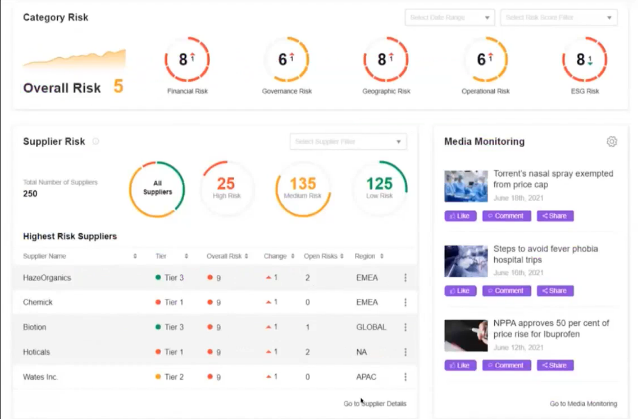 Category Risk
Select Date Range
Select Risk Score Filter
Overall Risk 5
8 1
6 1
8 1
6 1
8 1
Financial Risk
Governance Risk
Geographic Risk
Operational Risk
ESG Risk
Supplier Risk
Select Supplier Filter
Total Number of Suppliers
250
All Suppliers
25
High Risk
135
Medium Risk
125
Low Risk
Highest Risk Suppliers
Supplier Name Tier Overall Risk Change Open Risks Region
HazeOrganics Tier 3 9 1 2 EMEA
Chemick Tier 1 9 1 0 EMEA
Biotion Tier 3 9 1 1 GLOBAL
Hoticals Tier 1 9 1 2 NA
Wates Inc. Tier 2 9 1 0 APAC
Go to Supplier Details
Media Monitoring
Torrent's nasal spray exempted
from price cap
June 18th, 2021
Like Comment Share
Steps to avoid fever phobia
hospital trips
June 16th, 2021
Like Comment Share
NPPA approves 50 per cent of
price rise for Ibuprofen
June 12th, 2021
Like Comment Share
Go to Media Monitoring